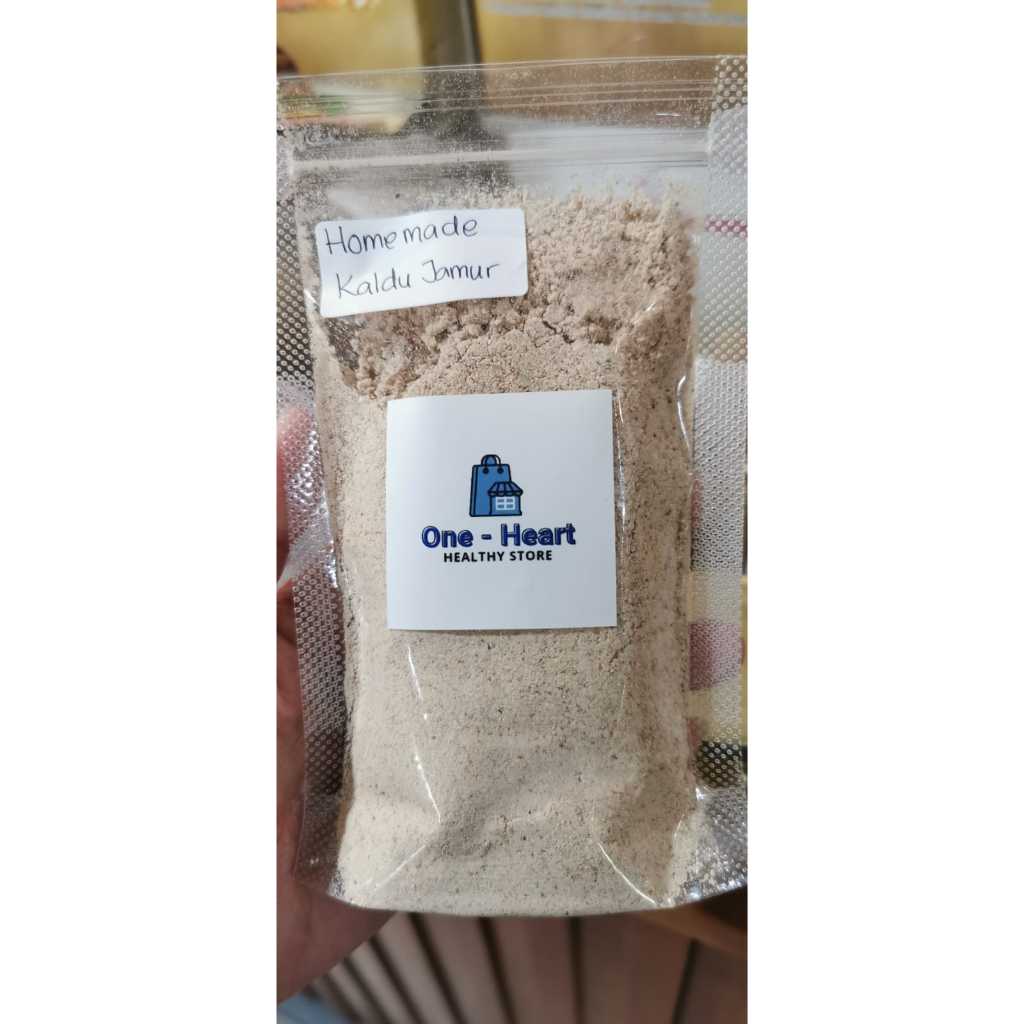 Homemade
Kaldu Jamur
One - Heart
HEALTHY STORE